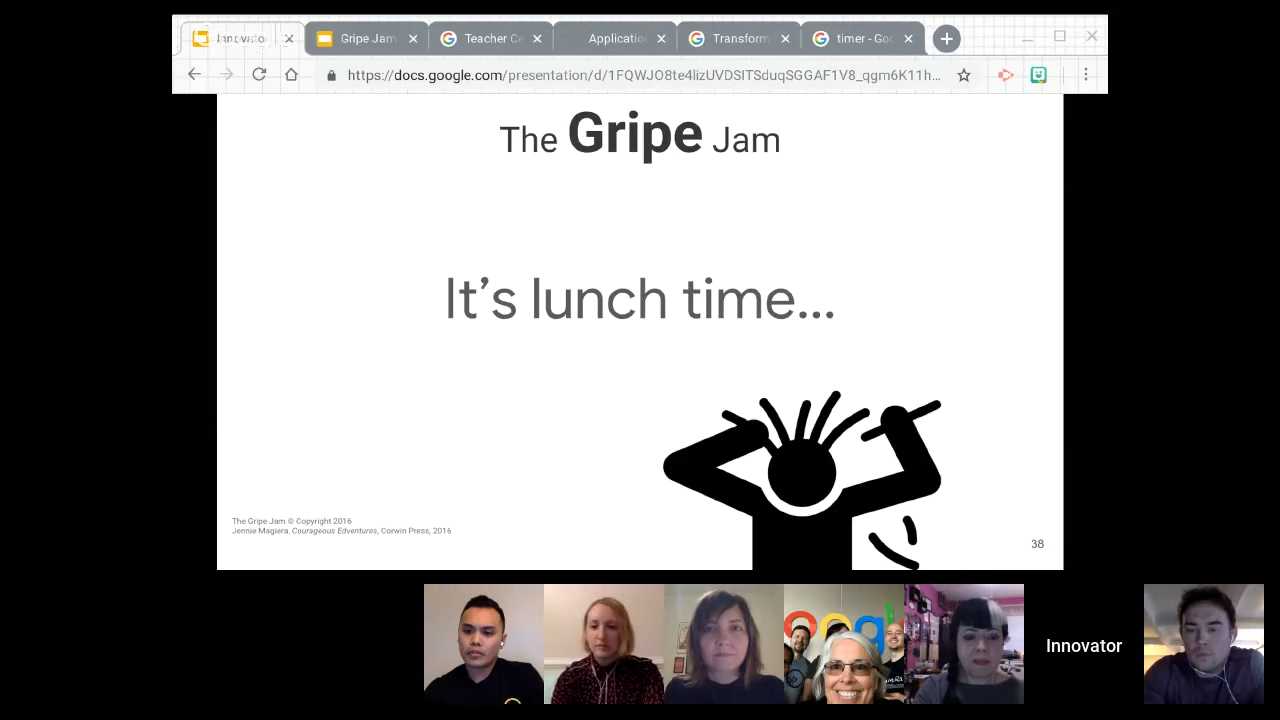 Innovato
Gripe Jam
Teacher Ce
Applicatio
Transform
timer - Goo
https://docs.google.com/presentation/d/1FQWJO8te4lizUVDSITSduqSGGAF1V8_qgm6K11h...
The Gripe Jam
It's lunch time...
The Gripe Jam © Copyright 2016
Jennie Magiera, Courageous Edventures, Corwin Press, 2016
38
Innovator